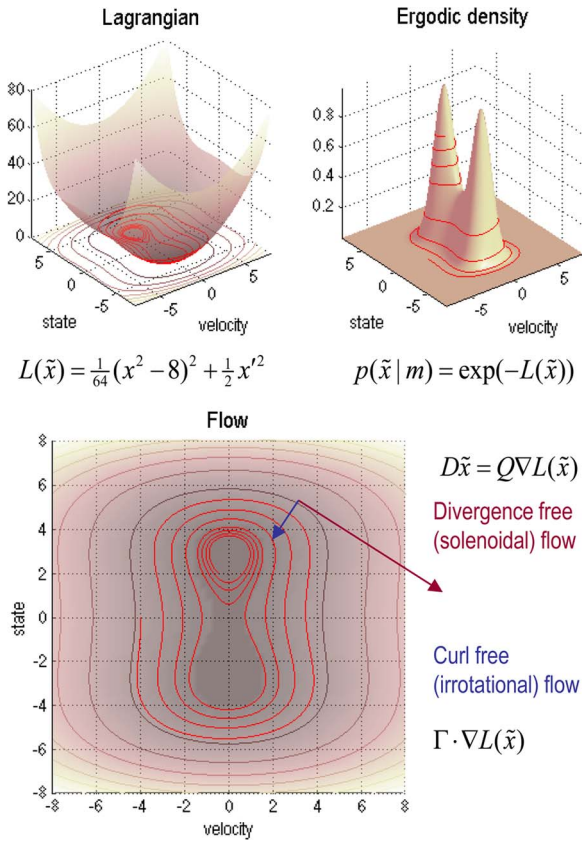 Lagrangian
80
60
40
20
0
5
0
-5
state
-5
0
5
velocity
L(x̃) = 1/64 (x² − 8)² + 1/2 x′²
Ergodic density
0.8
0.6
0.4
0.2
5
0
-5
state
-5
0
5
velocity
p(x̃ | m) = exp(−L(x̃))
Flow
8
6
4
2
0
-2
-4
-6
-8
state
-8
-6
-4
-2
0
2
4
6
8
velocity
Dx̃ = Q∇L(x̃)
Divergence free
(solenoidal) flow
Curl free
(irrotational) flow
Γ·∇L(x̃)